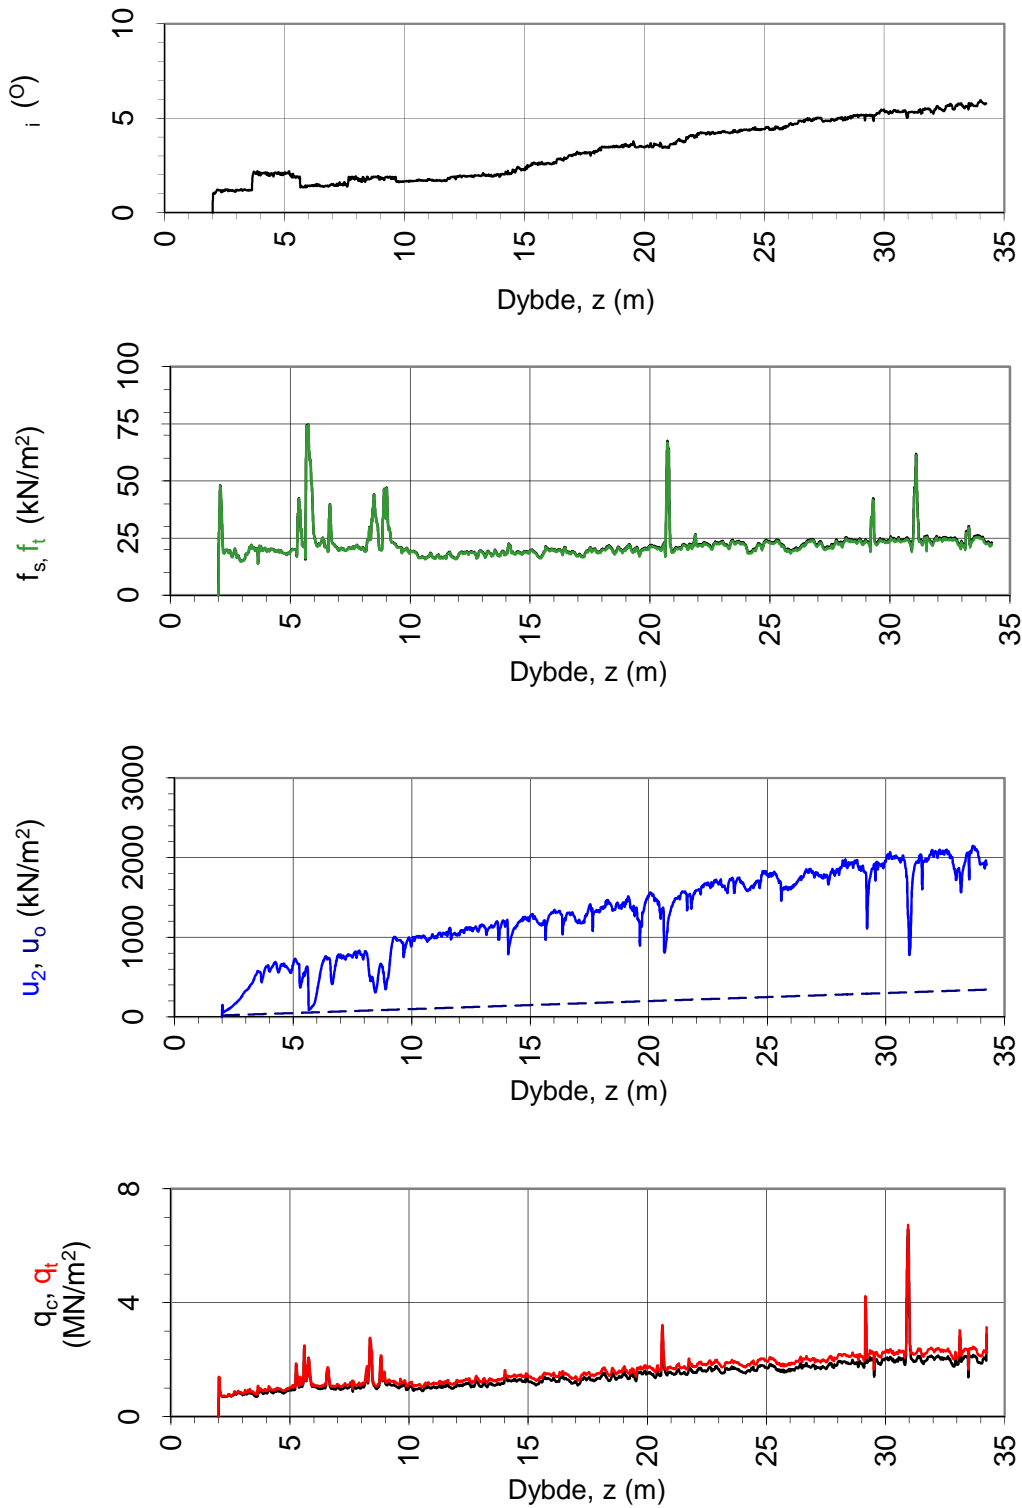 i (°)
10
5
0
0 5 10 15 20 25 30 35
Dybde, z (m)
fs, ft (kN/m²)
100
75
50
25
0
0 5 10 15 20 25 30 35
Dybde, z (m)
u2, uo (kN/m²)
3000
2000
1000
0
0 5 10 15 20 25 30 35
Dybde, z (m)
qc, qt
(MN/m²)
8
4
0
0 5 10 15 20 25 30 35
Dybde, z (m)